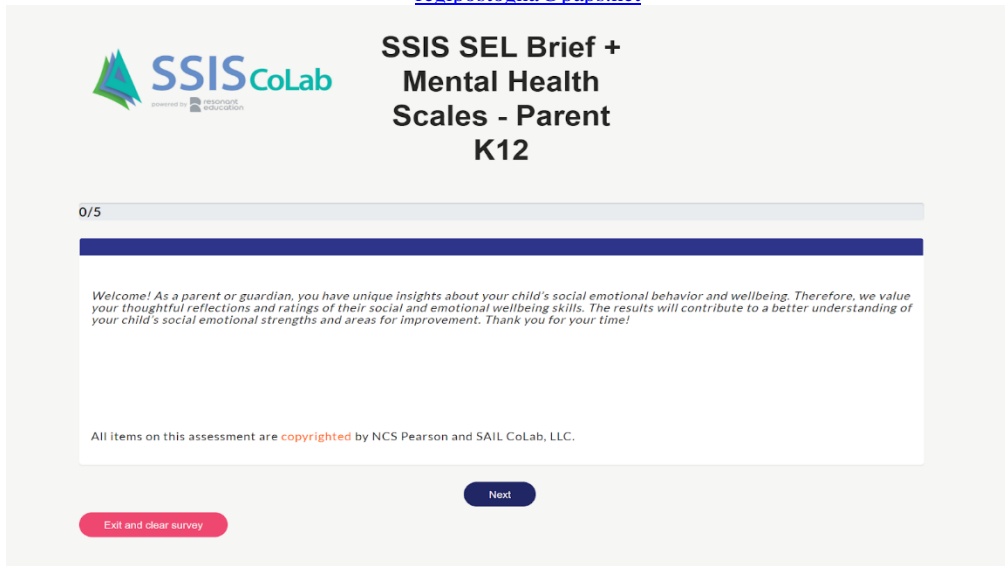 SSIS CoLab
powered by resonant education
SSIS SEL Brief +
Mental Health
Scales - Parent
K12
0/5
Welcome! As a parent or guardian, you have unique insights about your child's social emotional behavior and wellbeing. Therefore, we value
your thoughtful reflections and ratings of their social and emotional wellbeing skills. The results will contribute to a better understanding of
your child's social emotional strengths and areas for improvement. Thank you for your time!
All items on this assessment are copyrighted by NCS Pearson and SAIL CoLab, LLC.
Next
Exit and clear survey